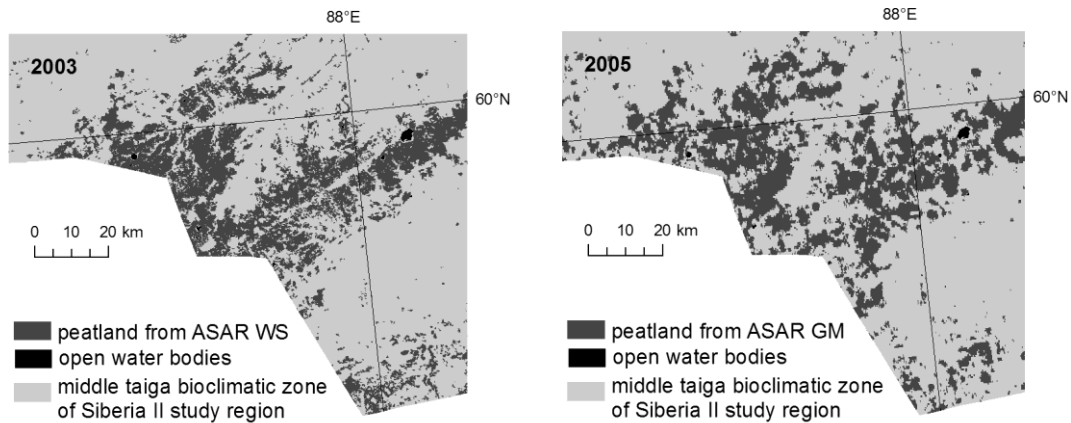 88°E
2003
60°N
0 10 20 km
peatland from ASAR WS
open water bodies
middle taiga bioclimatic zone
of Siberia II study region
88°E
2005
60°N
0 10 20 km
peatland from ASAR GM
open water bodies
middle taiga bioclimatic zone
of Siberia II study region